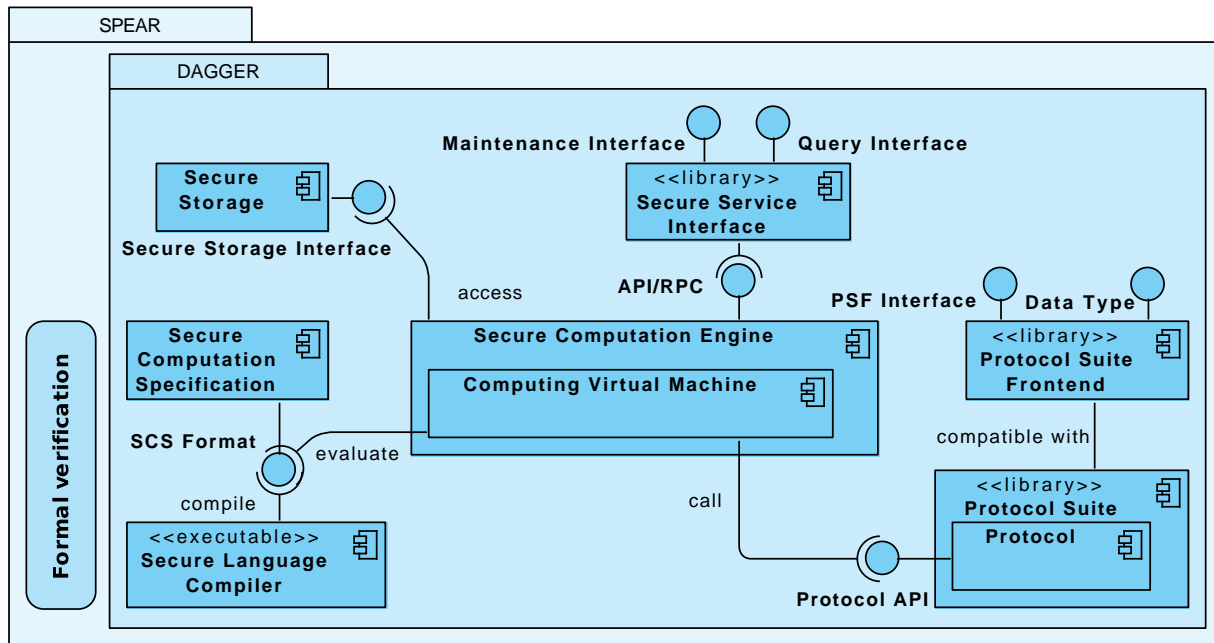 SPEAR
DAGGER
Maintenance Interface
Query Interface
Secure
Storage
<<library>>
Secure Service
Interface
Secure Storage Interface
access
API/RPC
PSF Interface
Data Type
Secure
Computation
Specification
Secure Computation Engine
Computing Virtual Machine
<<library>>
Protocol Suite
Frontend
Formal verification
SCS Format
evaluate
compatible with
compile
call
<<library>>
Protocol Suite
Protocol
<<executable>>
Secure Language
Compiler
Protocol API